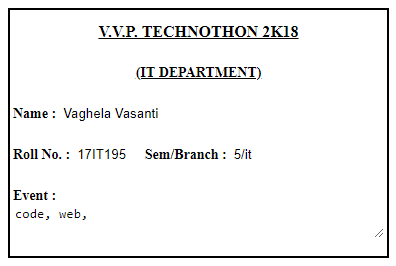 V.V.P. TECHNOTHON 2K18
(IT DEPARTMENT)
Name : Vaghela Vasanti
Roll No. : 17IT195 Sem/Branch : 5/it
Event :
code, web,